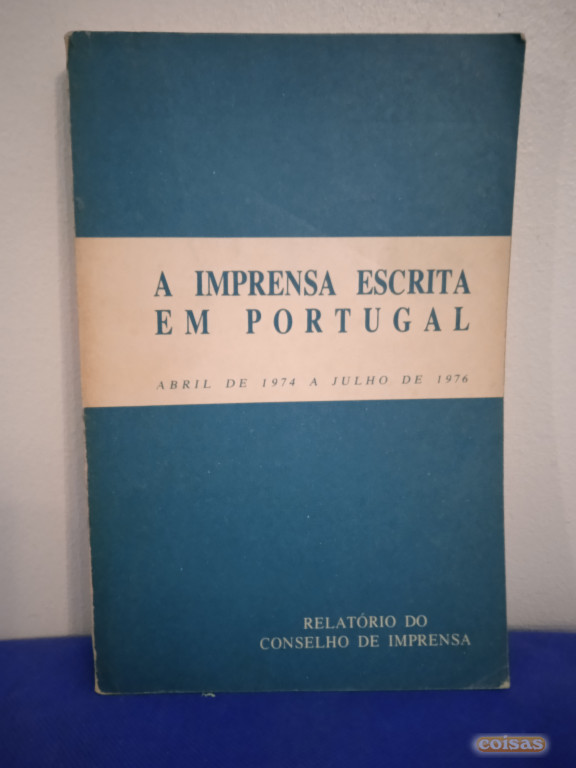 A IMPRENSA ESCRITA
EM PORTUGAL
ABRIL DE 1974 A JULHO DE 1976
RELATÓRIO DO
CONSELHO DE IMPRENSA
coisas